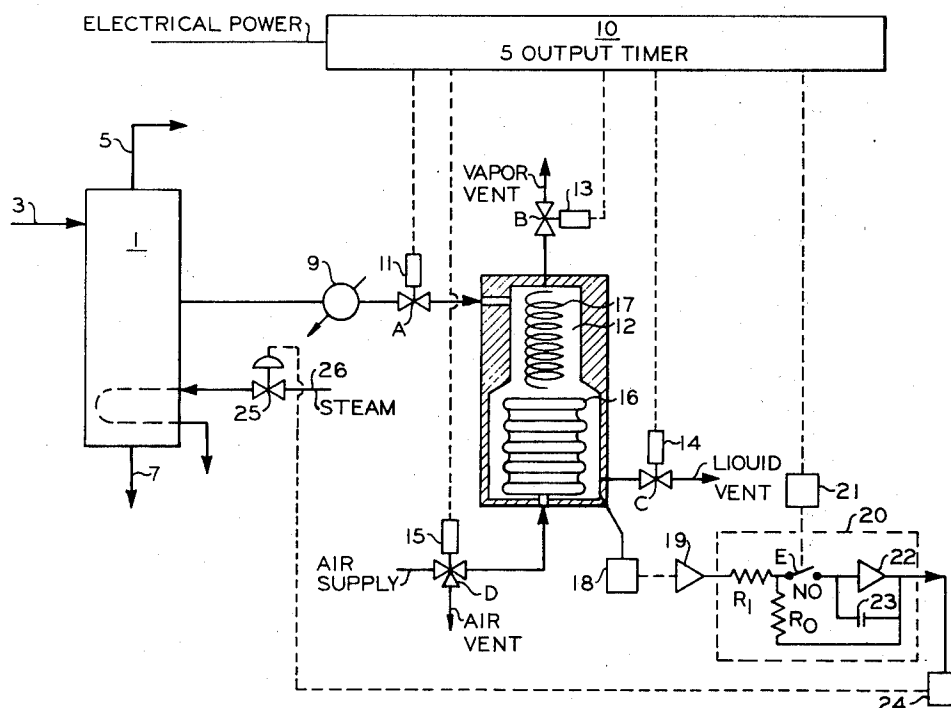 ELECTRICAL POWER
10
5 OUTPUT TIMER
5
3
1
VAPOR
VENT
13
B
11
9
A
17
12
26
25
STEAM
16
14
LIOUID
VENT
C
21
7
15
20
AIR
SUPPLY
D
AIR
VENT
18
19
E
NO
22
R1
RO
23
24